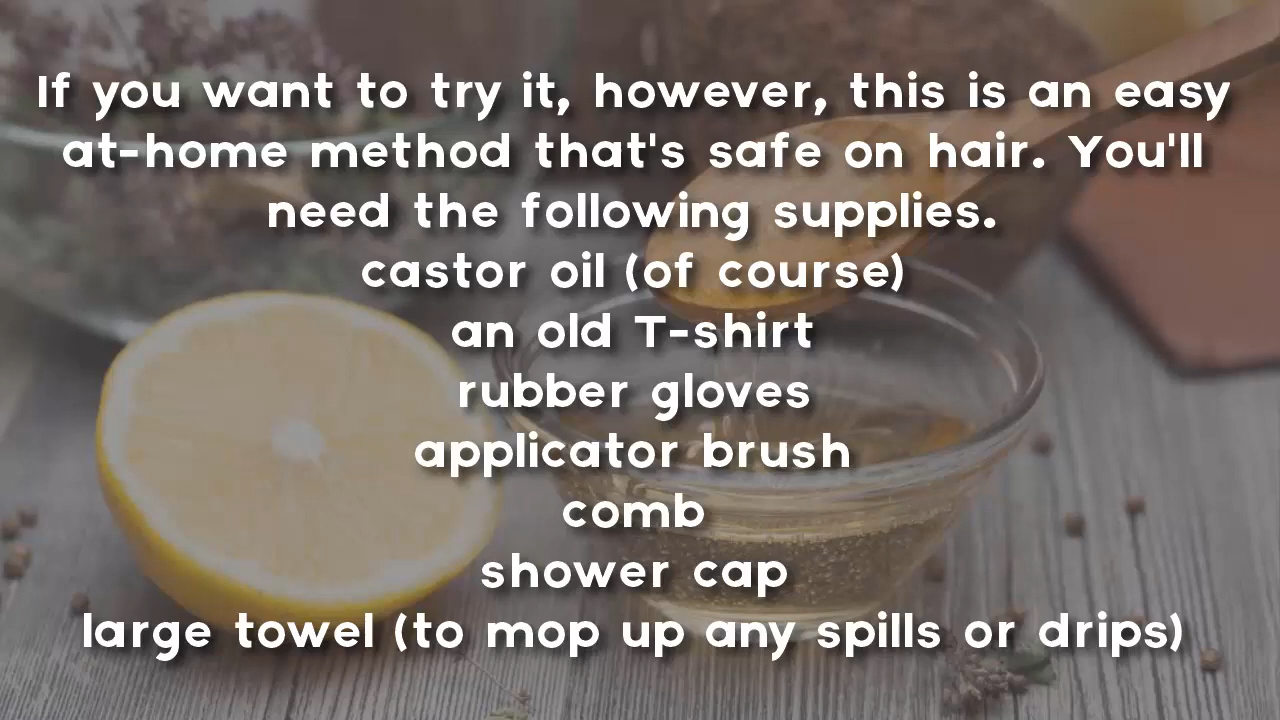 If you want to try it, however, this is an easy
at-home method that's safe on hair. You'll
need the following supplies.
castor oil (of course)
an old T-shirt
rubber gloves
applicator brush
comb
shower cap
large towel (to mop up any spills or drips)